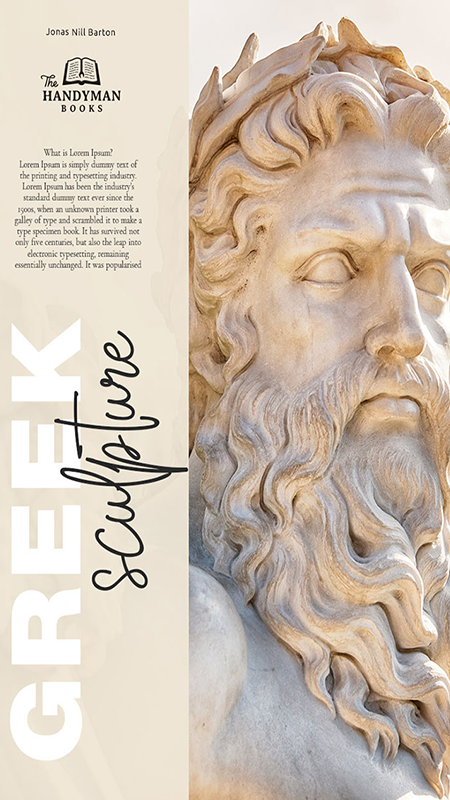 Jonas Nill Barton
The
HANDYMAN
BOOKS
What is Lorem Ipsum?
Lorem Ipsum is simply dummy text of
the printing and typesetting industry.
Lorem Ipsum has been the industry's
standard dummy text ever since the
1500s, when an unknown printer took a
galley of type and scrambled it to make a
type specimen book. It has survived not
only five centuries, but also the leap into
electronic typesetting, remaining
essentially unchanged. It was popularised
GREEK
sculpture